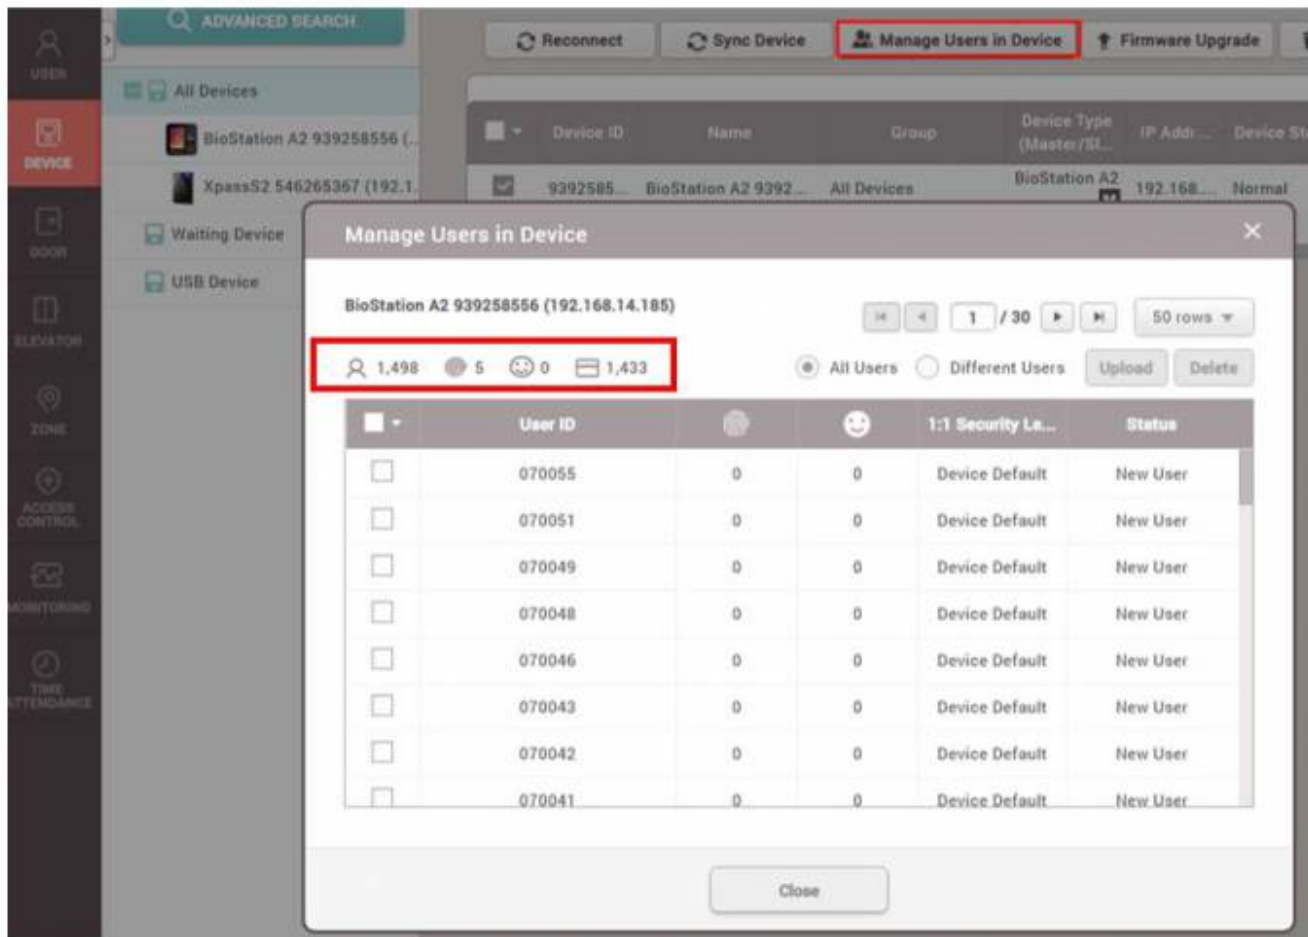 ADVANCED SEARCH
Reconnect Sync Device Manage Users in Device Firmware Upgrade
USER
All Devices
BioStation A2 939258556 (...
DEVICE
XpassS2 546265367 (192.1...
Device ID Name Group Device Type (Master/Sl... IP Addr... Device St
9392585... BioStation A2 9392... All Devices BioStation A2 M 192.168.... Normal
Waiting Device
DOOR
USB Device
ELEVATOR
ZONE
ACCESS CONTROL
MONITORING
TIME ATTENDANCE
Manage Users in Device
BioStation A2 939258556 (192.168.14.185)
1 / 30 50 rows
1,498 5 0 1,433
All Users Different Users Upload Delete
User ID 1:1 Security Le... Status
070055 0 0 Device Default New User
070051 0 0 Device Default New User
070049 0 0 Device Default New User
070048 0 0 Device Default New User
070046 0 0 Device Default New User
070043 0 0 Device Default New User
070042 0 0 Device Default New User
070041 0 0 Device Default New User
Close